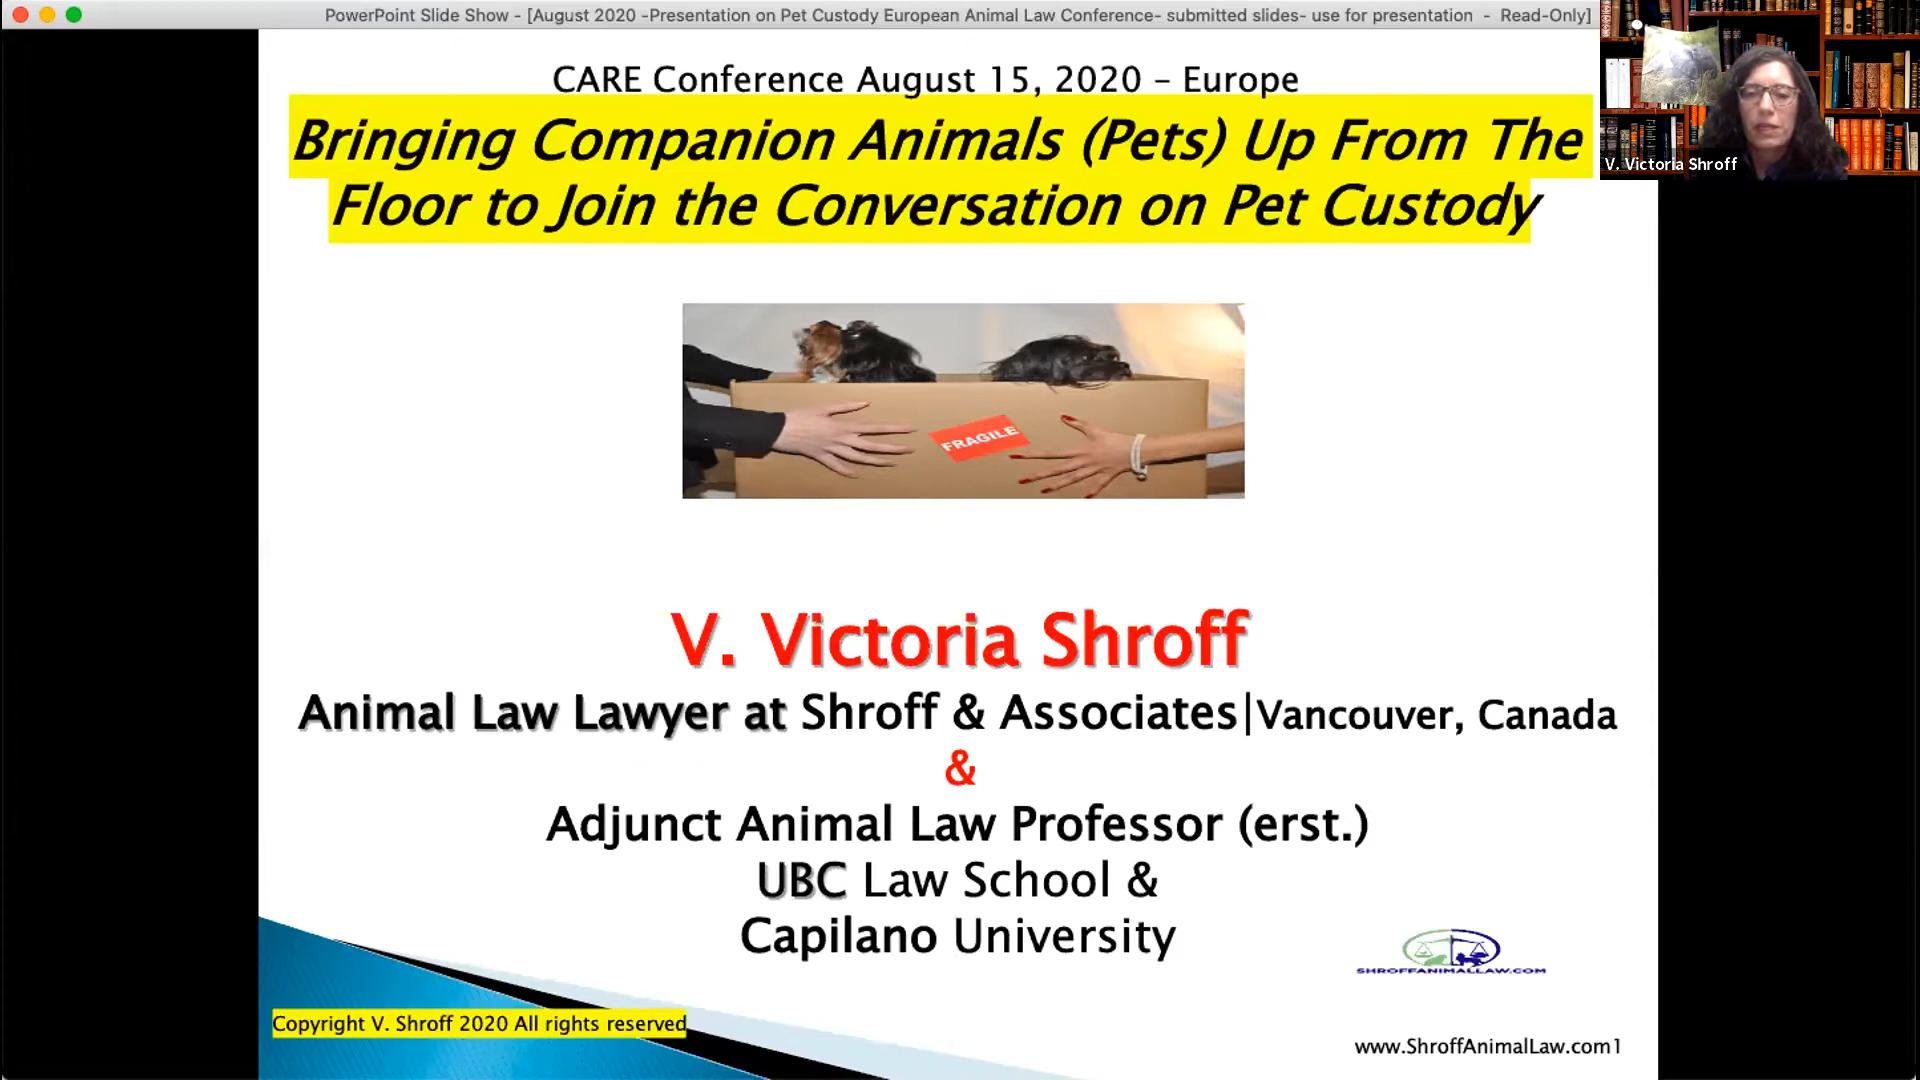 PowerPoint Slide Show - [August 2020 -Presentation on Pet Custody European Animal Law Conference- submitted slides- use for presentation - Read-Only]
CARE Conference August 15, 2020 – Europe
Bringing Companion Animals (Pets) Up From The
Floor to Join the Conversation on Pet Custody
V. Victoria Shroff
FRAGILE
V. Victoria Shroff
Animal Law Lawyer at Shroff & Associates|Vancouver, Canada
&
Adjunct Animal Law Professor (erst.)
UBC Law School &
Capilano University
SHROFFANIMALLAW.COM
Copyright V. Shroff 2020 All rights reserved
www.ShroffAnimalLaw.com1